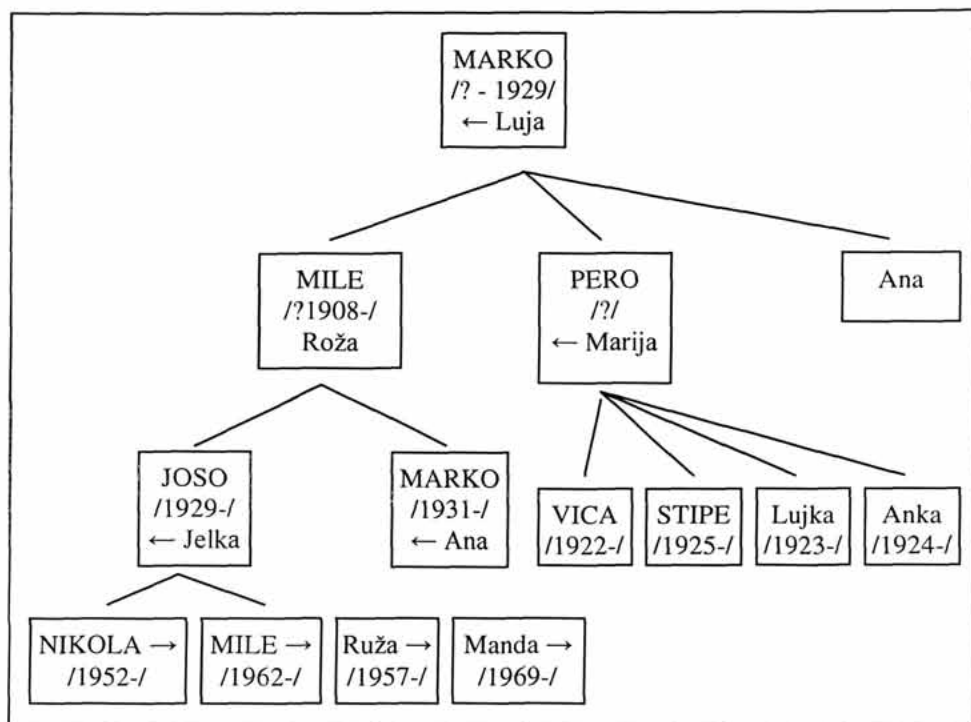 MARKO
/? - 1929/
← Luja
MILE
/?1908-/
Roža
PERO
/?/
← Marija
Ana
JOSO
/1929-/
← Jelka
MARKO
/1931-/
← Ana
VICA
/1922-/
STIPE
/1925-/
Lujka
/1923-/
Anka
/1924-/
NIKOLA →
/1952-/
MILE →
/1962-/
Ruža →
/1957-/
Manda →
/1969-/